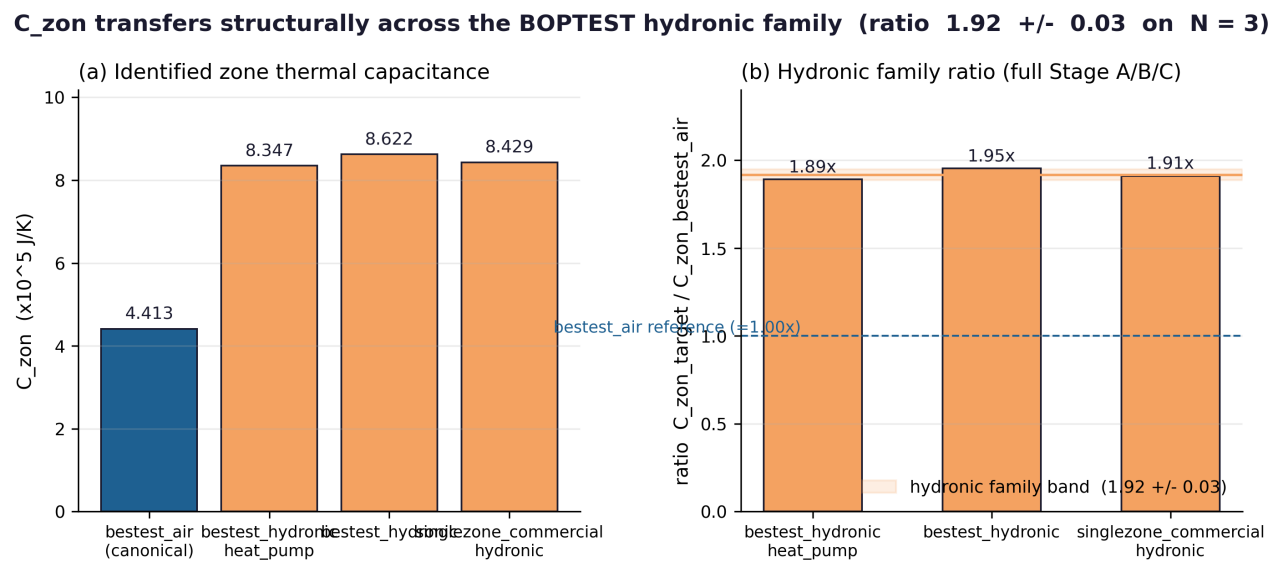 C_zon transfers structurally across the BOPTEST hydronic family (ratio 1.92 +/- 0.03 on N = 3)
(a) Identified zone thermal capacitance
C_zon (x10^5 J/K)
10
8
6
4
2
0
4.413
8.347
8.622
8.429
bestest_air
(canonical)
bestest_hydronic
heat_pump
bestest_hydronic
singlezone_commercial
hydronic
(b) Hydronic family ratio (full Stage A/B/C)
ratio C_zon_target / C_zon_bestest_air
2.0
1.5
1.0
0.5
0.0
1.89x
1.95x
1.91x
bestest_air reference (=1.00x)
hydronic family band (1.92 +/- 0.03)
bestest_hydronic
heat_pump
bestest_hydronic
singlezone_commercial
hydronic